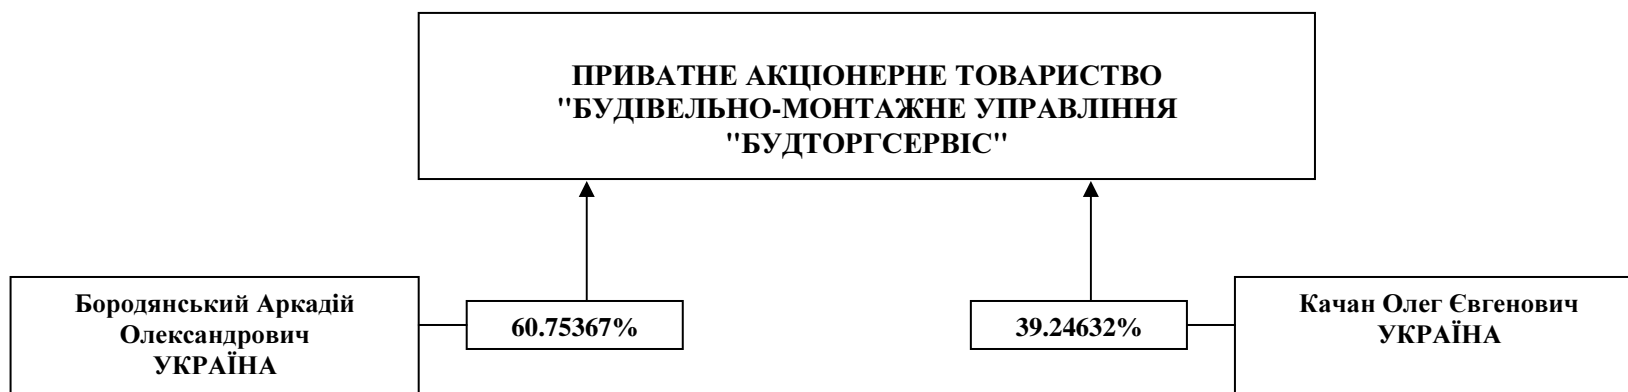 ПРИВАТНЕ АКЦІОНЕРНЕ ТОВАРИСТВО
"БУДІВЕЛЬНО-МОНТАЖНЕ УПРАВЛІННЯ
"БУДТОРГСЕРВІС"
Бородянський Аркадій
Олександрович
УКРАЇНА
60.75367%
39.24632%
Качан Олег Євгенович
УКРАЇНА